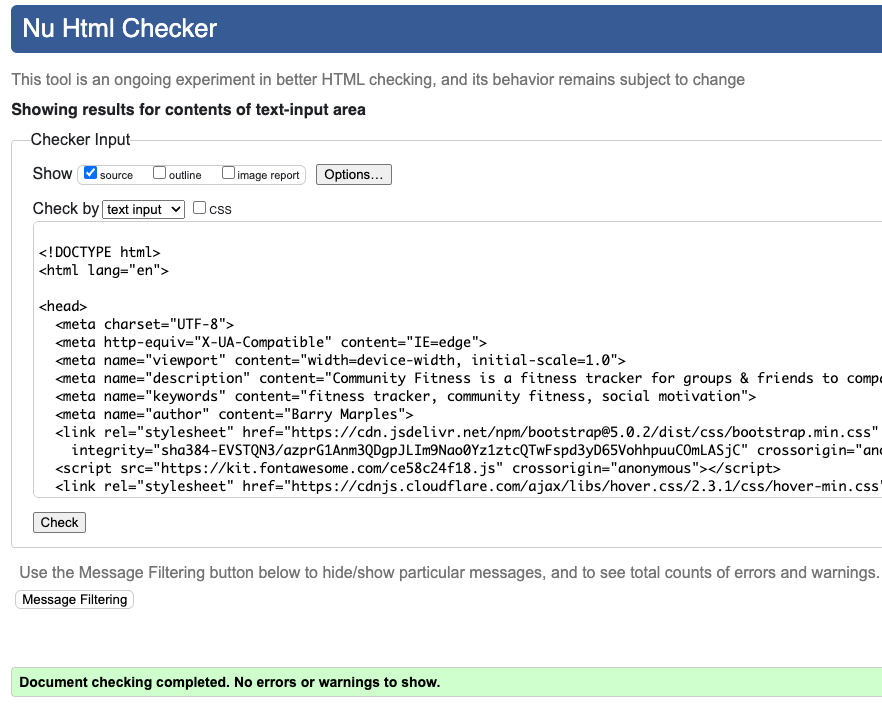 Nu Html Checker
This tool is an ongoing experiment in better HTML checking, and its behavior remains subject to change
Showing results for contents of text-input area
Checker Input
Show source outline image report Options...
Check by text input CSS
<!DOCTYPE html>
<html lang="en">
<head>
<meta charset="UTF-8">
<meta http-equiv="X-UA-Compatible" content="IE=edge">
<meta name="viewport" content="width=device-width, initial-scale=1.0">
<meta name="description" content="Community Fitness is a fitness tracker for groups & friends to compa
<meta name="keywords" content="fitness tracker, community fitness, social motivation">
<meta name="author" content="Barry Marples">
<link rel="stylesheet" href="https://cdn.jsdelivr.net/npm/bootstrap@5.0.2/dist/css/bootstrap.min.css"
integrity="sha384-EVSTQN3/azprG1Anm3QDgpJLIm9Nao0Yz1ztcQTwFspd3yD65VohhpuuCOmLASjC" crossorigin="ano
<script src="https://kit.fontawesome.com/ce58c24f18.js" crossorigin="anonymous"></script>
<link rel="stylesheet" href="https://cdnjs.cloudflare.com/ajax/libs/hover.css/2.3.1/css/hover-min.css"
Check
Use the Message Filtering button below to hide/show particular messages, and to see total counts of errors and warnings.
Message Filtering
Document checking completed. No errors or warnings to show.